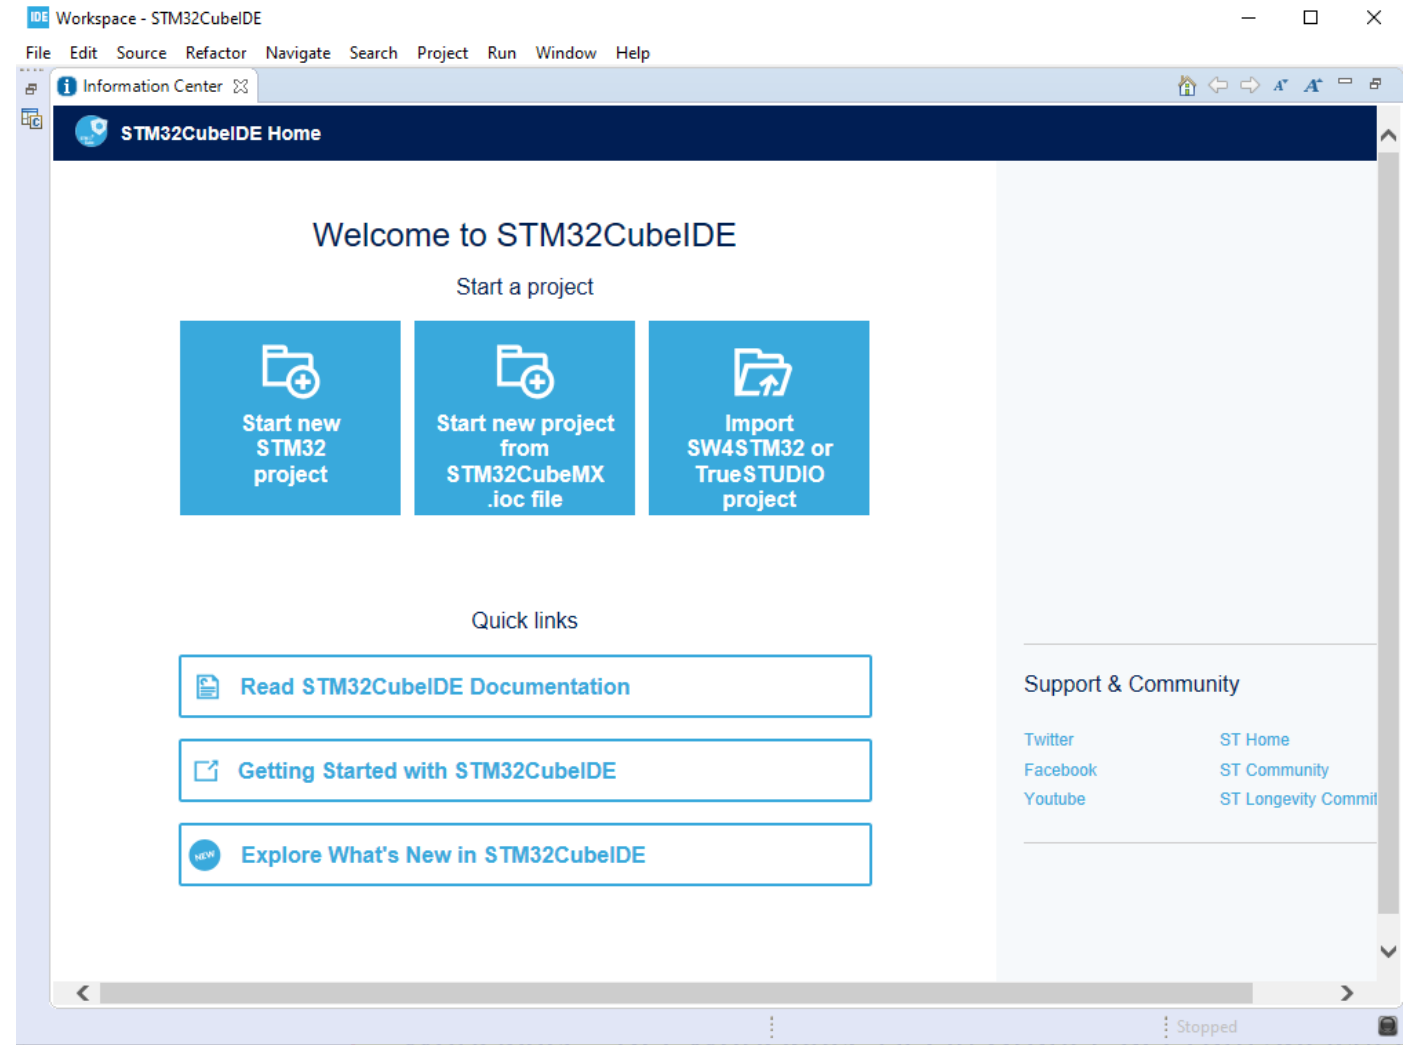 IDE Workspace - STM32CubeIDE
File Edit Source Refactor Navigate Search Project Run Window Help
Information Center
STM32CubeIDE Home
Welcome to STM32CubeIDE
Start a project
Start new
STM32
project
Start new project
from
STM32CubeMX
.ioc file
Import
SW4STM32 or
TrueSTUDIO
project
Quick links
Read STM32CubeIDE Documentation
Getting Started with STM32CubeIDE
NEW Explore What's New in STM32CubeIDE
Support & Community
Twitter ST Home
Facebook ST Community
Youtube ST Longevity Commit
Stopped